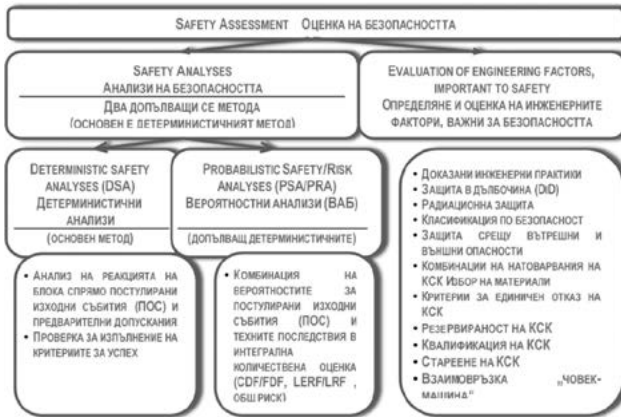 SAFETY ASSESSMENT ОЦЕНКА НА БЕЗОПАСНОСТТА
SAFETY ANALYSES
АНАЛИЗИ НА БЕЗОПАСНОСТТА
ДВА ДОПЪЛВАЩИ СЕ МЕТОДА
(ОСНОВЕН Е ДЕТЕРМИНИСТИЧНИЯТ МЕТОД)
EVALUATION OF ENGINEERING FACTORS,
IMPORTANT TO SAFETY
ОПРЕДЕЛЯНЕ И ОЦЕНКА НА ИНЖЕНЕРНИТЕ
ФАКТОРИ, ВАЖНИ ЗА БЕЗОПАСНОСТТА
DETERMINISTIC SAFETY
ANALYSES (DSA)
ДЕТЕРМИНИСТИЧНИ
АНАЛИЗИ
(ОСНОВЕН МЕТОД)
PROBABILISTIC SAFETY/RISK
ANALYSES (PSA/PRA)
ВЕРОЯТНОСТНИ АНАЛИЗИ (ВАБ)
(ДОПЪЛВАЩ ДЕТЕРМИНИСТИЧНИТЕ)
• АНАЛИЗ НА РЕАКЦИЯТА НА
БЛОКА СПРЯМО ПОСТУЛИРАНИ
ИЗХОДНИ СЪБИТИЯ (ПОС) И
ПРЕДВАРИТЕЛНИ ДОПУСКАНИЯ
• ПРОВЕРКА ЗА ИЗПЪЛНЕНИЕ НА
КРИТЕРИИТЕ ЗА УСПЕХ
• КОМБИНАЦИЯ НА
ВЕРОЯТНОСТИТЕ ЗА
ПОСТУЛИРАНИ ИЗХОДНИ
СЪБИТИЯ (ПОС) И
ТЕХНИТЕ ПОСЛЕДСТВИЯ В
ИНТЕГРАЛНА
КОЛИЧЕСТВЕНА ОЦЕНКА
(CDF/FDF, LERF/LRF ,
ОБЩ РИСК)
• ДОКАЗАНИ ИНЖЕНЕРНИ ПРАКТИКИ
• ЗАЩИТА В ДЪЛБОЧИНА (DID)
• РАДИАЦИОННА ЗАЩИТА
• КЛАСИФИКАЦИЯ ПО БЕЗОПАСНОСТ
• ЗАЩИТА СРЕЩУ ВЪТРЕШНИ И
ВЪНШНИ ОПАСНОСТИ
• КОМБИНАЦИИ НА НАТОВАРВАНИЯ НА
КСК ИЗБОР НА МАТЕРИАЛИ
• КРИТЕРИИ ЗА ЕДИНИЧЕН ОТКАЗ НА
КСК
• РЕЗЕРВИРАНОСТ НА КСК
• КВАЛИФИКАЦИЯ НА КСК
• СТАРЕЕНЕ НА КСК
• ВЗАИМОВРЪЗКА „ЧОВЕК-
МАШИНА"